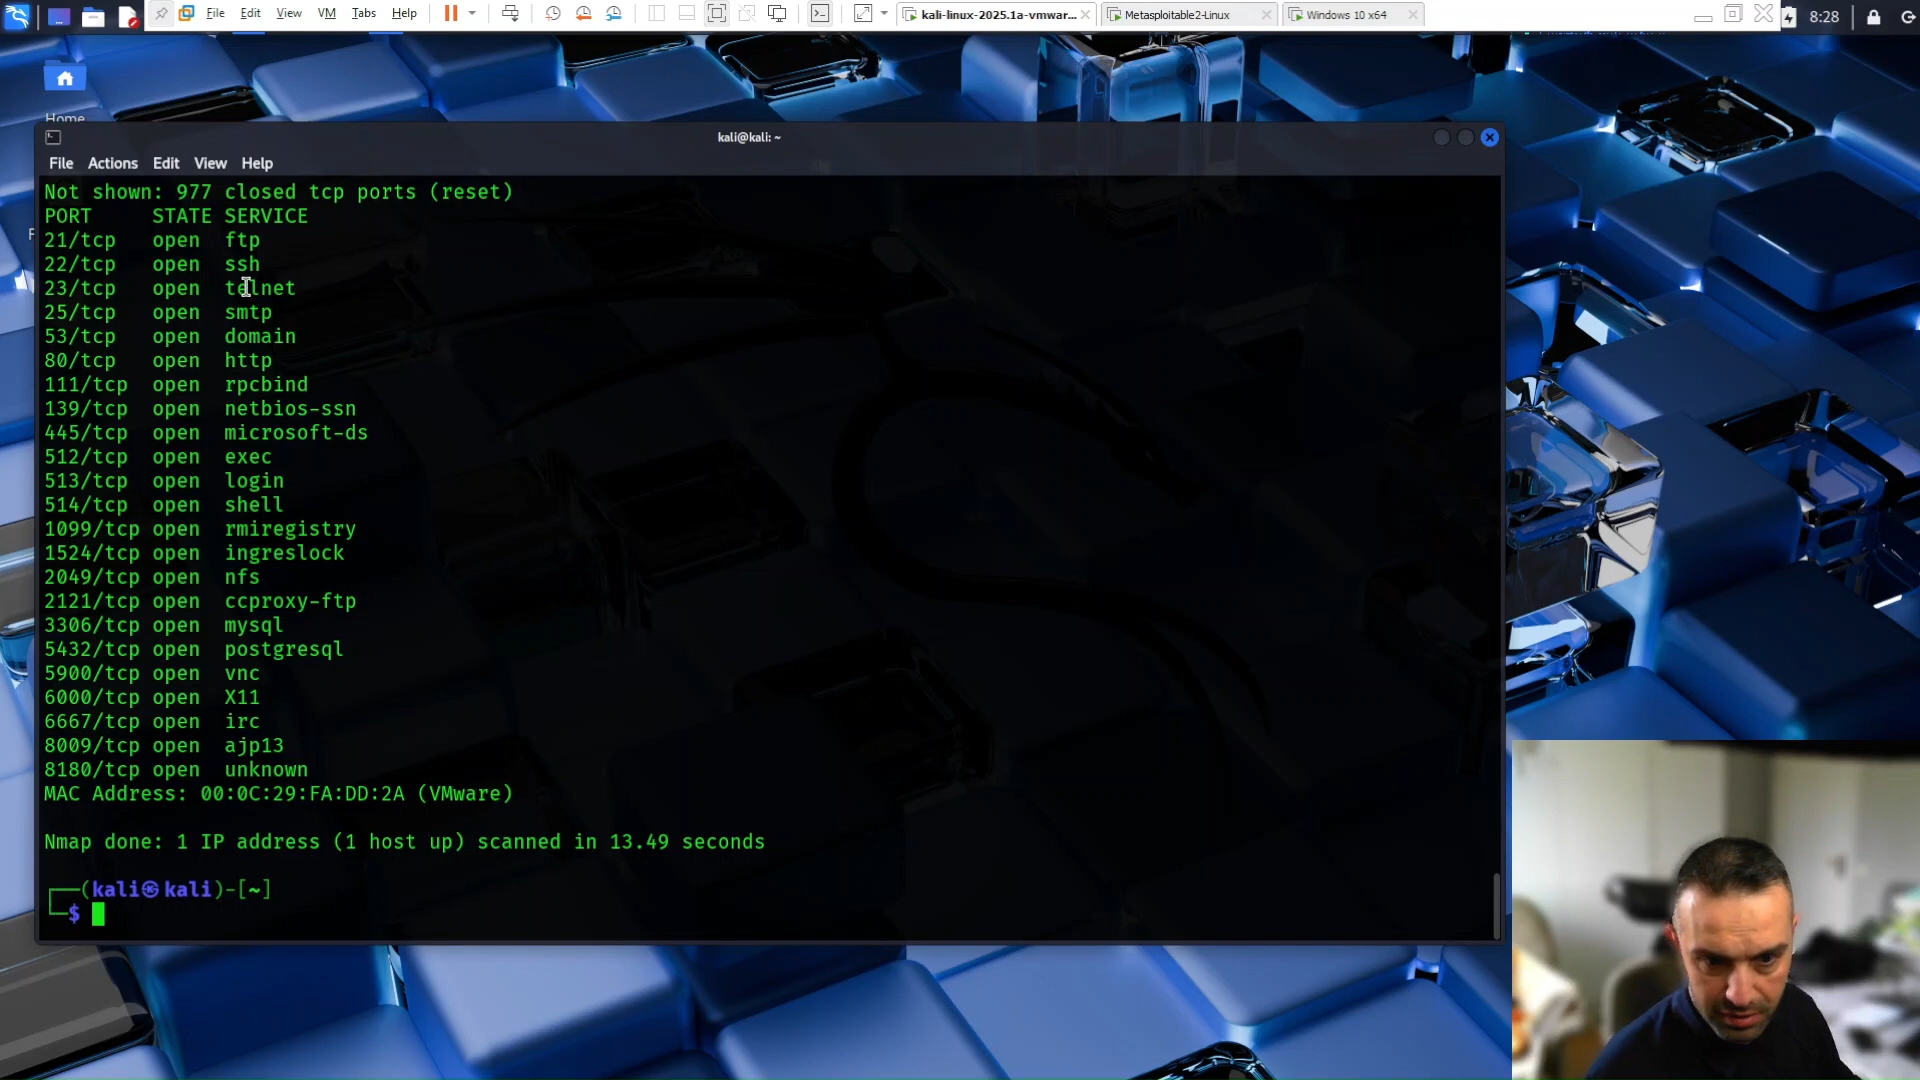 File Edit View VM Tabs Help kali-linux-2025.1a-vmwar... Metasploitable2-Linux Windows 10 x64 8:28
Home
kali@kali: ~
File Actions Edit View Help
Not shown: 977 closed tcp ports (reset)
PORT STATE SERVICE
21/tcp open ftp
22/tcp open ssh
23/tcp open telnet
25/tcp open smtp
53/tcp open domain
80/tcp open http
111/tcp open rpcbind
139/tcp open netbios-ssn
445/tcp open microsoft-ds
512/tcp open exec
513/tcp open login
514/tcp open shell
1099/tcp open rmiregistry
1524/tcp open ingreslock
2049/tcp open nfs
2121/tcp open ccproxy-ftp
3306/tcp open mysql
5432/tcp open postgresql
5900/tcp open vnc
6000/tcp open X11
6667/tcp open irc
8009/tcp open ajp13
8180/tcp open unknown
MAC Address: 00:0C:29:FA:DD:2A (VMware)
Nmap done: 1 IP address (1 host up) scanned in 13.49 seconds
┌──(kali㉿kali)-[~]
└─$